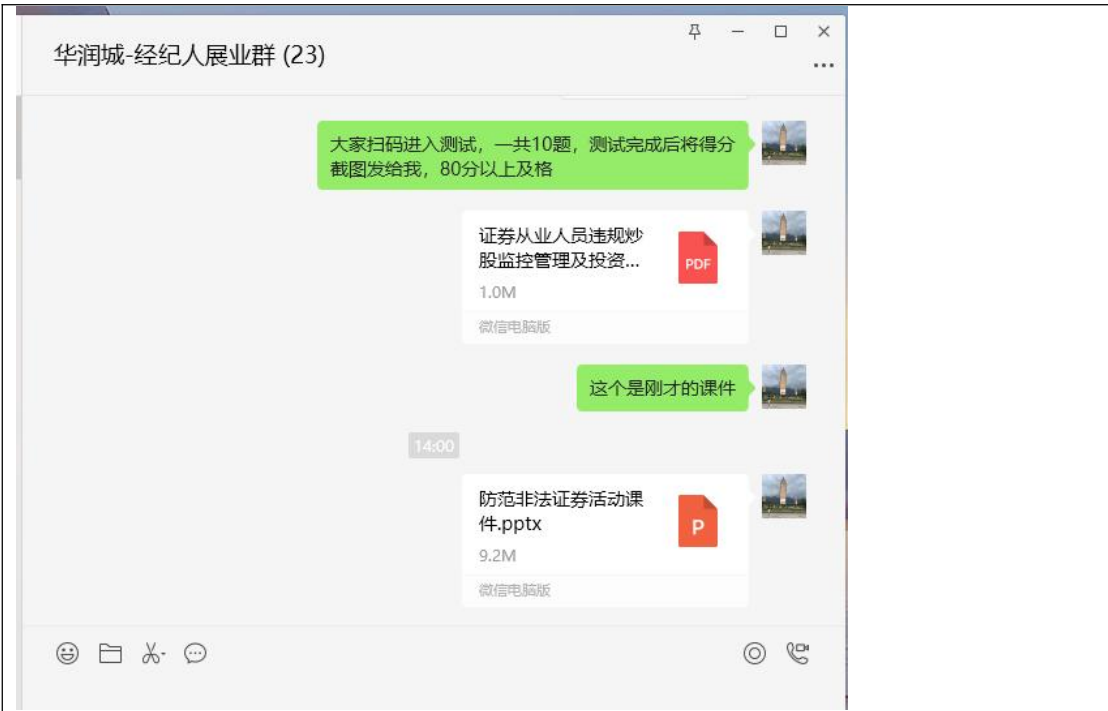 华润城-经纪人展业群 (23)
大家扫码进入测试，一共10题，测试完成后将得分
截图发给我，80分以上及格
证券从业人员违规炒
股监控管理及投资...
PDF
1.0M
微信电脑版
这个是刚才的课件
14:00
防范非法证券活动课
件.pptx
P
9.2M
微信电脑版